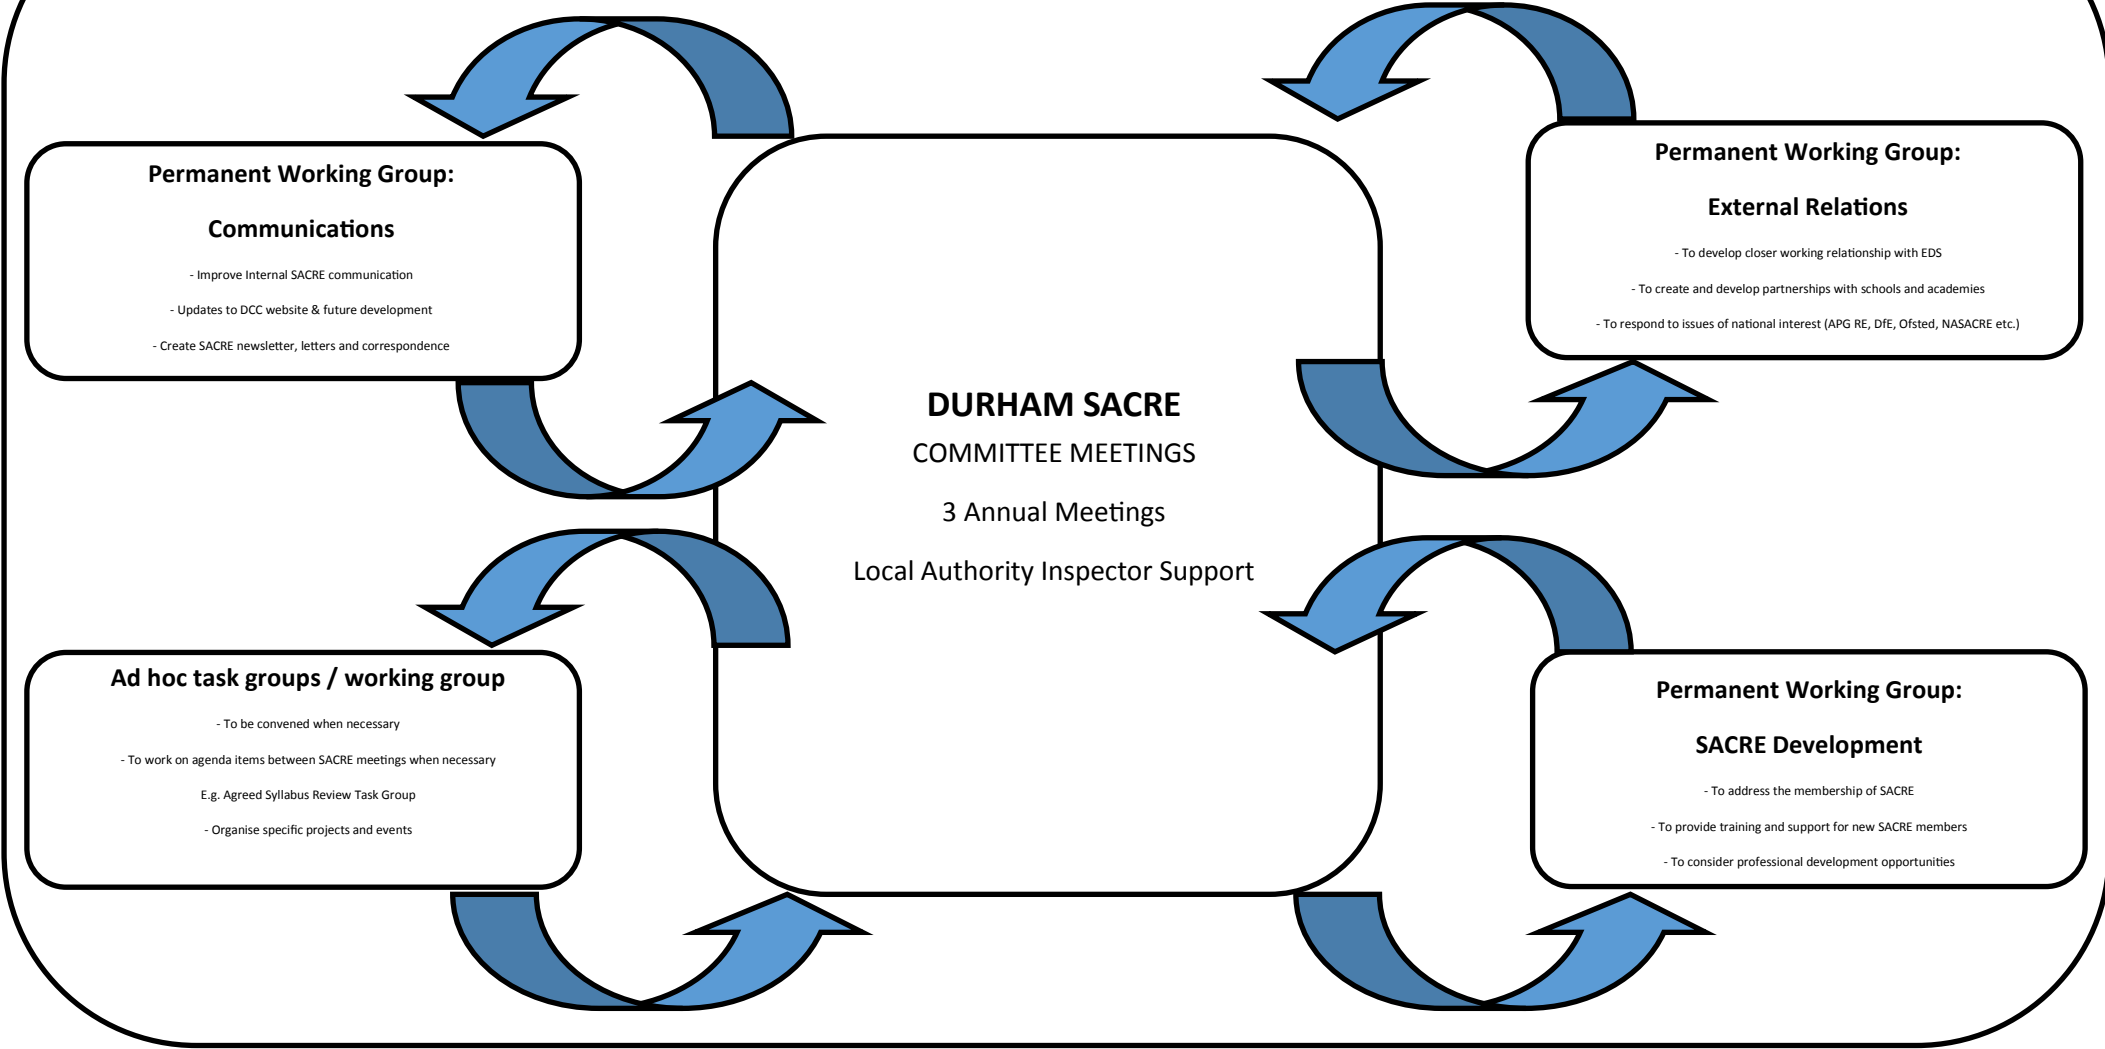 Permanent Working Group:
Communications
- Improve Internal SACRE communication
- Updates to DCC website & future development
- Create SACRE newsletter, letters and correspondence
Permanent Working Group:
External Relations
- To develop closer working relationship with EDS
- To create and develop partnerships with schools and academies
- To respond to issues of national interest (APG RE, DfE, Ofsted, NASACRE etc.)
DURHAM SACRE
COMMITTEE MEETINGS
3 Annual Meetings
Local Authority Inspector Support
Ad hoc task groups / working group
- To be convened when necessary
- To work on agenda items between SACRE meetings when necessary
E.g. Agreed Syllabus Review Task Group
- Organise specific projects and events
Permanent Working Group:
SACRE Development
- To address the membership of SACRE
- To provide training and support for new SACRE members
- To consider professional development opportunities